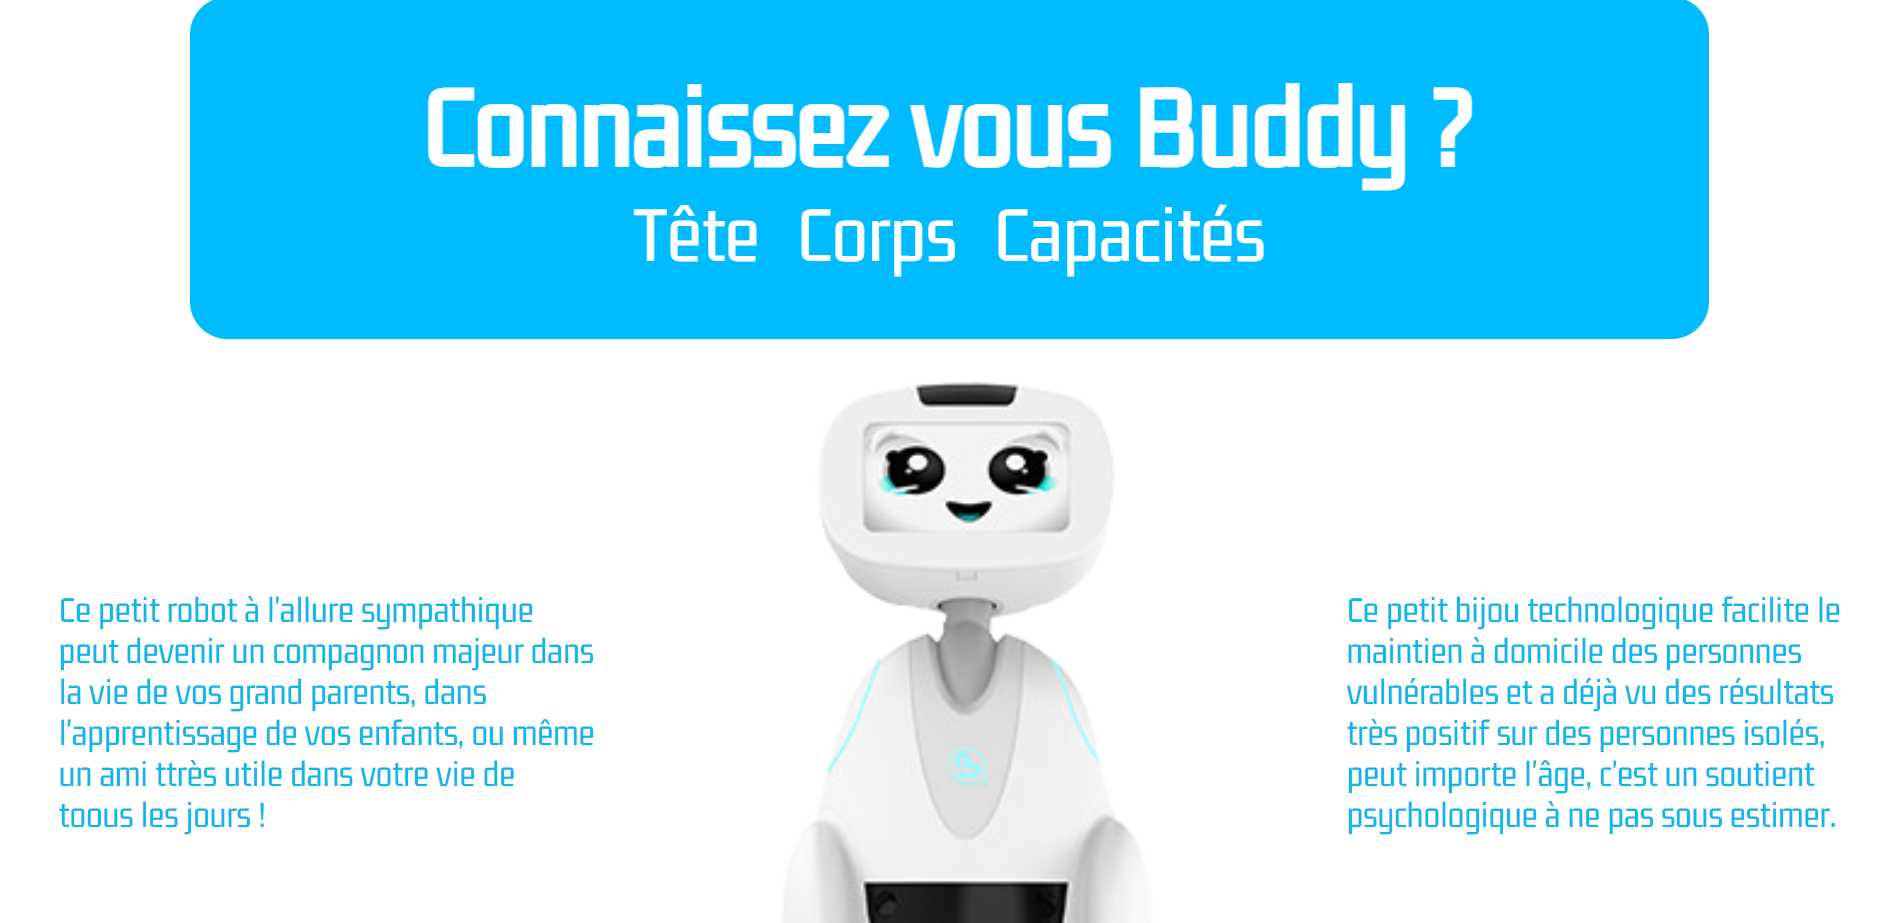 Connaissez vous Buddy ?
Tête Corps Capacités
Ce petit robot à l'allure sympathique
peut devenir un compagnon majeur dans
la vie de vos grand parents, dans
l'apprentissage de vos enfants, ou même
un ami ttrès utile dans votre vie de
toous les jours !
Ce petit bijou technologique facilite le
maintien à domicile des personnes
vulnérables et a déjà vu des résultats
très positif sur des personnes isolés,
peut importe l'âge, c'est un soutient
psychologique à ne pas sous estimer.